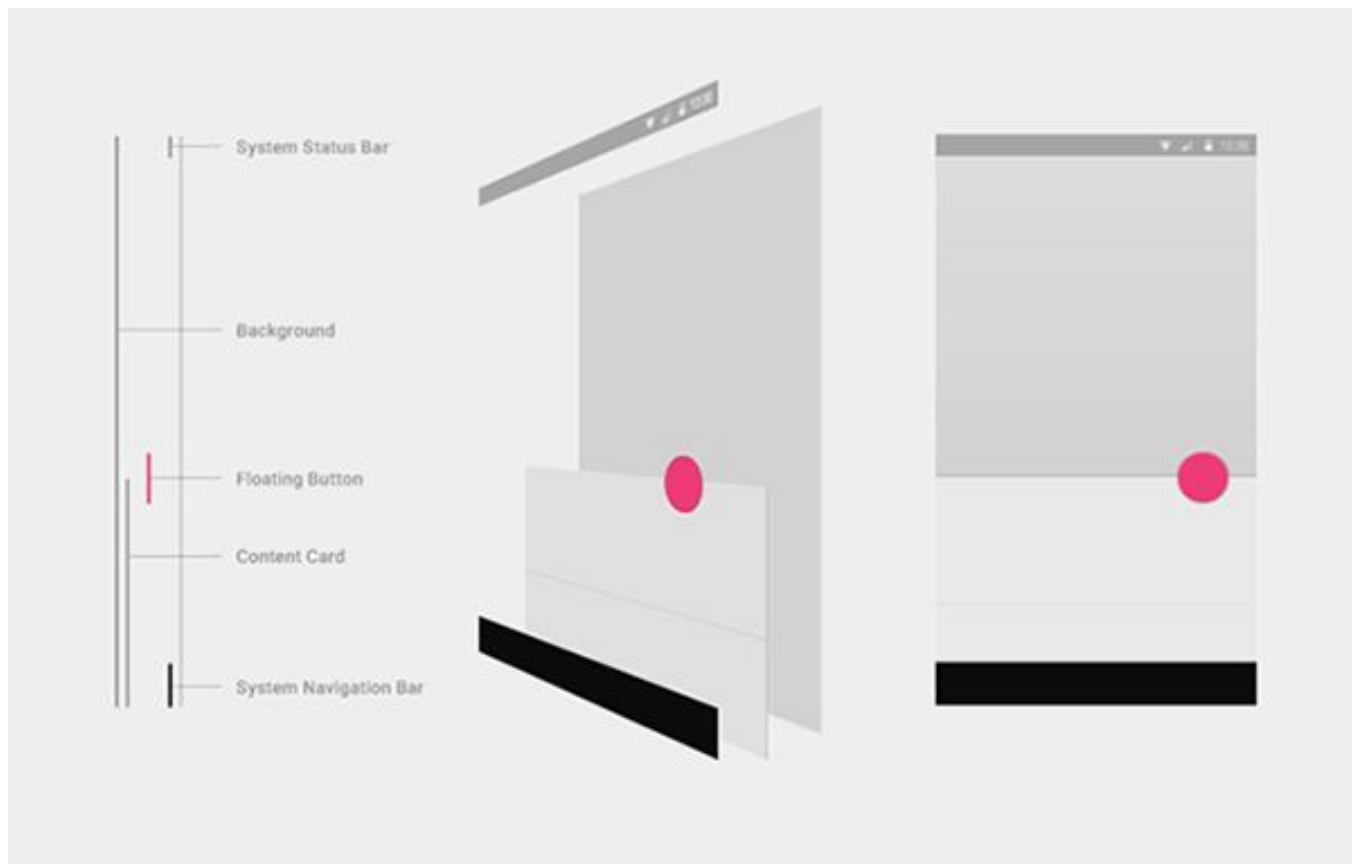 System Status Bar
Background
Floating Button
Content Card
System Navigation Bar